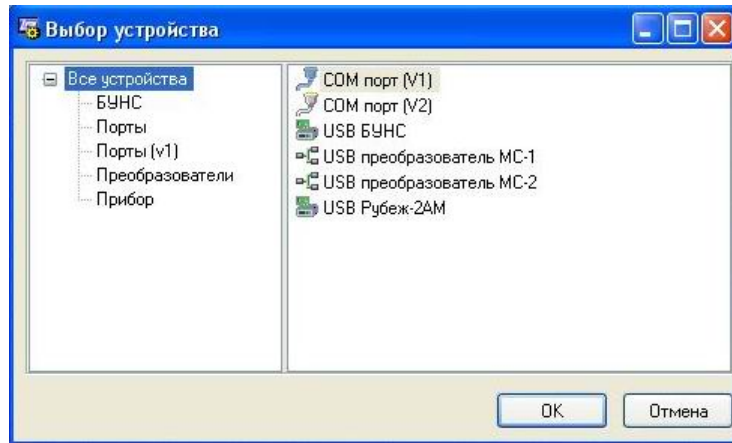 Выбор устройства
Все устройства
БУНС
Порты
Порты (v1)
Преобразователи
Прибор
COM порт (V1)
COM порт (V2)
USB БУНС
USB преобразователь МС-1
USB преобразователь МС-2
USB Рубеж-2АМ
OK
Отмена